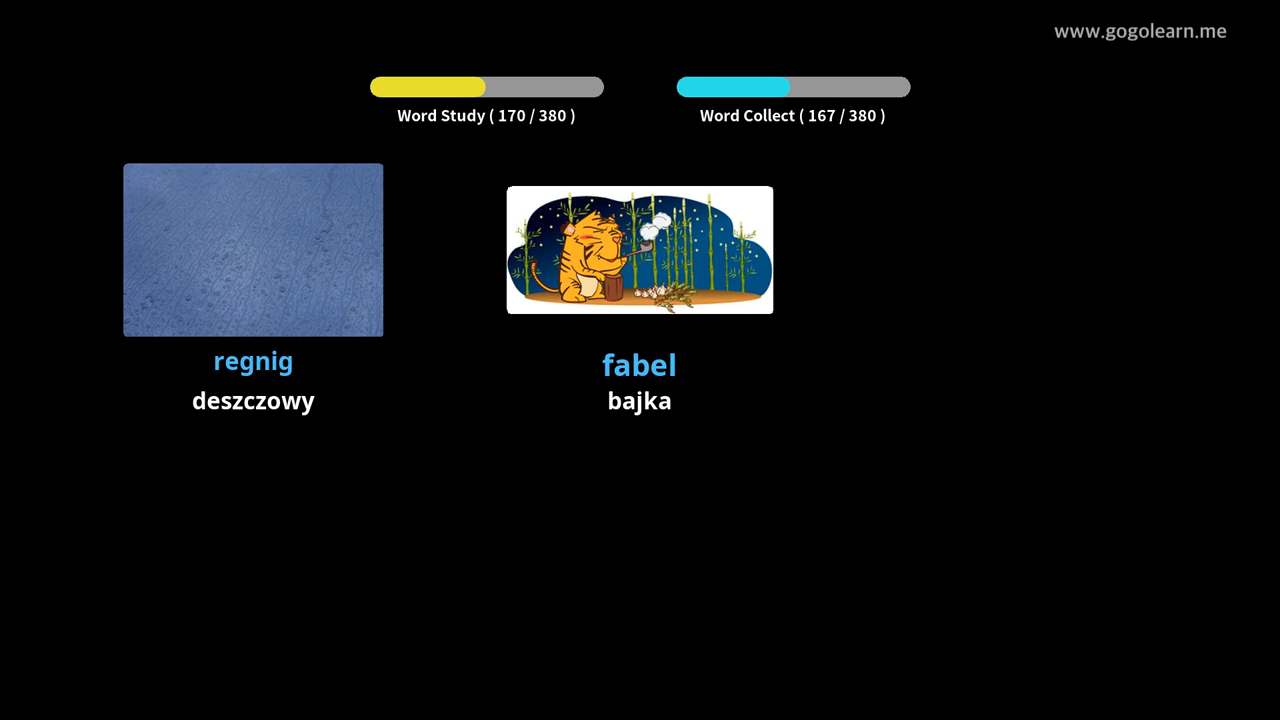 www.gogolearn.me
Word Study ( 170 / 380 )
Word Collect ( 167 / 380 )
regnig
deszczowy
fabel
bajka